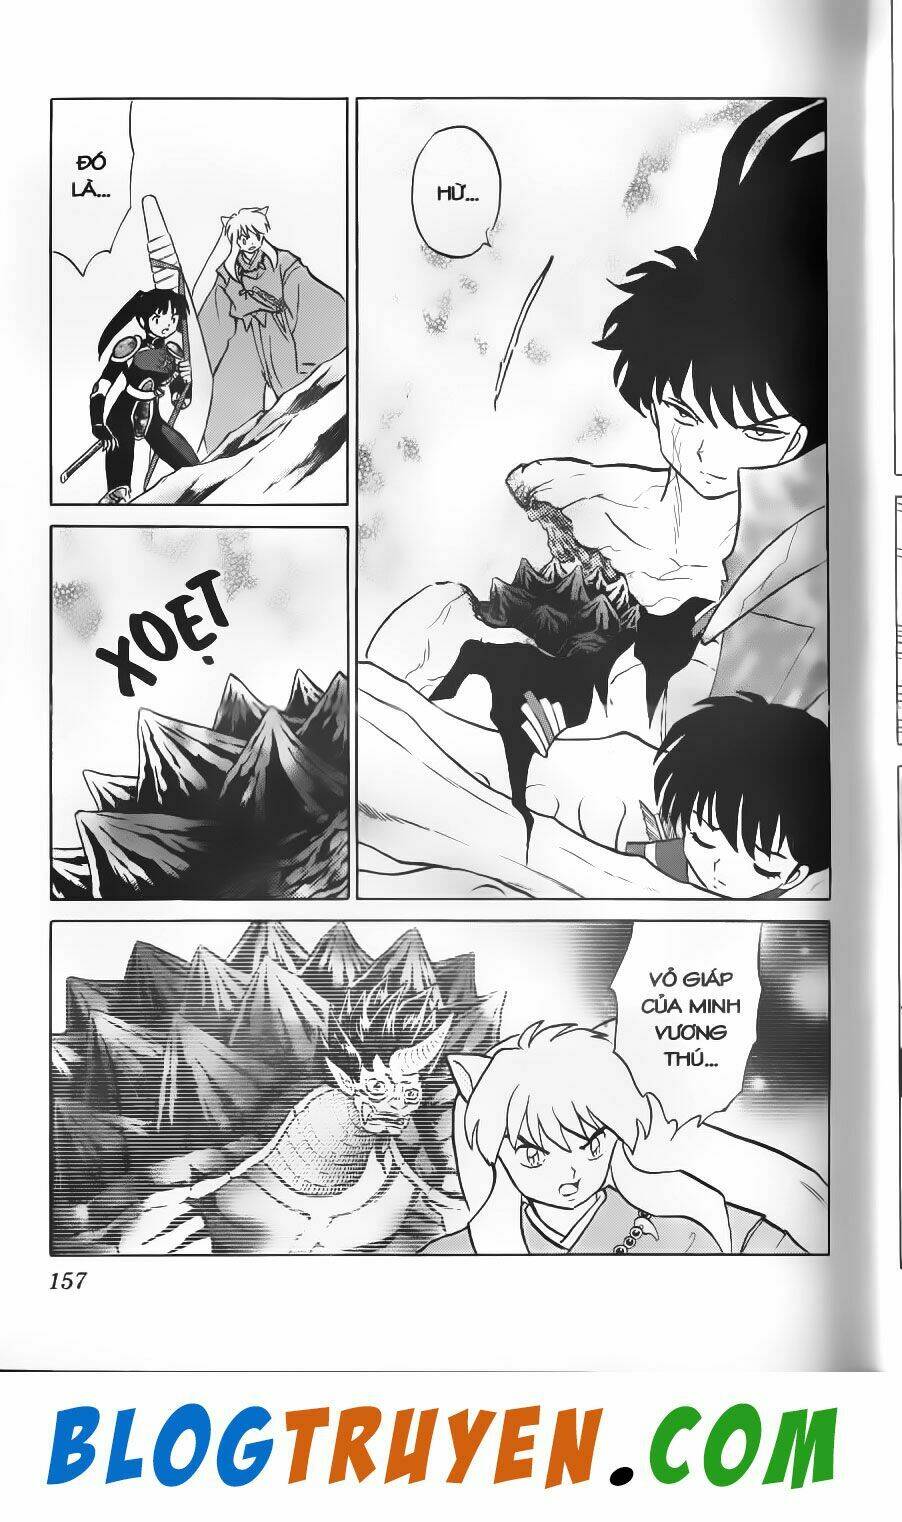 HỪ...
ĐÓ
LÀ...
XOẸT
VỎ GIÁP
CỦA MINH
VƯƠNG
THÚ...
157
BLOGTRUYEN.COM